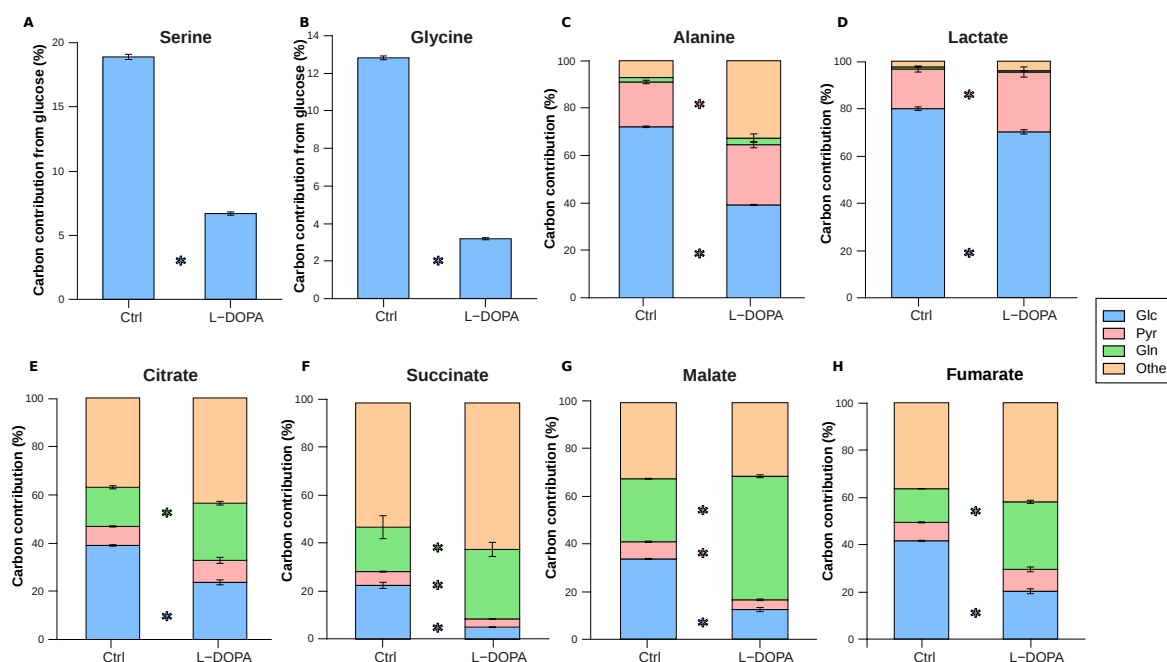 A
Serine
Carbon contribution from glucose (%)
20
15
10
5
0
Ctrl
L−DOPA
*
B
Glycine
Carbon contribution from glucose (%)
14
12
10
8
6
4
2
0
Ctrl
L−DOPA
*
C
Alanine
Carbon contribution (%)
100
80
60
40
20
0
Ctrl
L−DOPA
*
*
D
Lactate
Carbon contribution (%)
100
80
60
40
20
0
Ctrl
L−DOPA
*
*
Glc
Pyr
Gln
Other
E
Citrate
Carbon contribution (%)
100
80
60
40
20
0
Ctrl
L−DOPA
*
*
F
Succinate
Carbon contribution (%)
100
80
60
40
20
0
Ctrl
L−DOPA
*
*
*
G
Malate
Carbon contribution (%)
100
80
60
40
20
0
Ctrl
L−DOPA
*
*
*
H
Fumarate
Carbon contribution (%)
100
80
60
40
20
0
Ctrl
L−DOPA
*
*